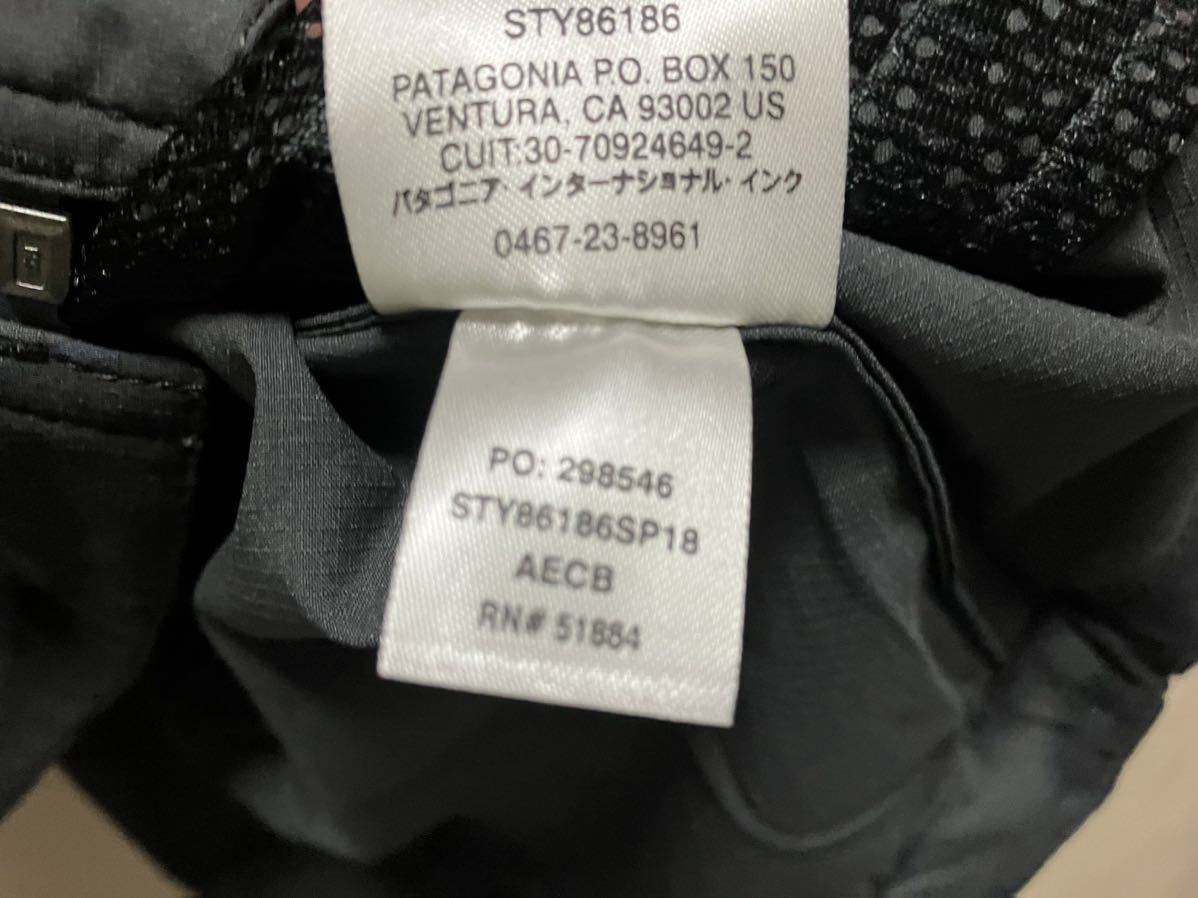 STY86186
PATAGONIA P.O. BOX 150
VENTURA, CA 93002 US
CUIT:30-70924649-2
パタゴニア・インターナショナル・インク
0467-23-8961
PO: 298546
STY86186SP18
AECB
RN# 51884